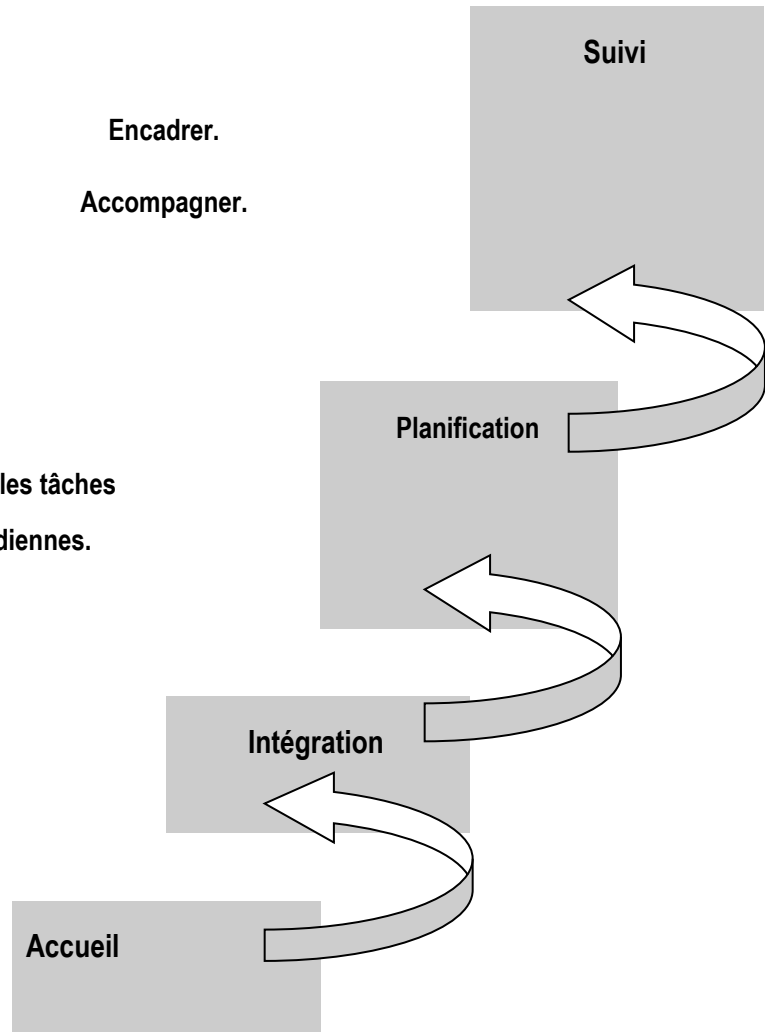 Suivi
Encadrer.
Accompagner.
Planification
les tâches
diennes.
Intégration
Accueil